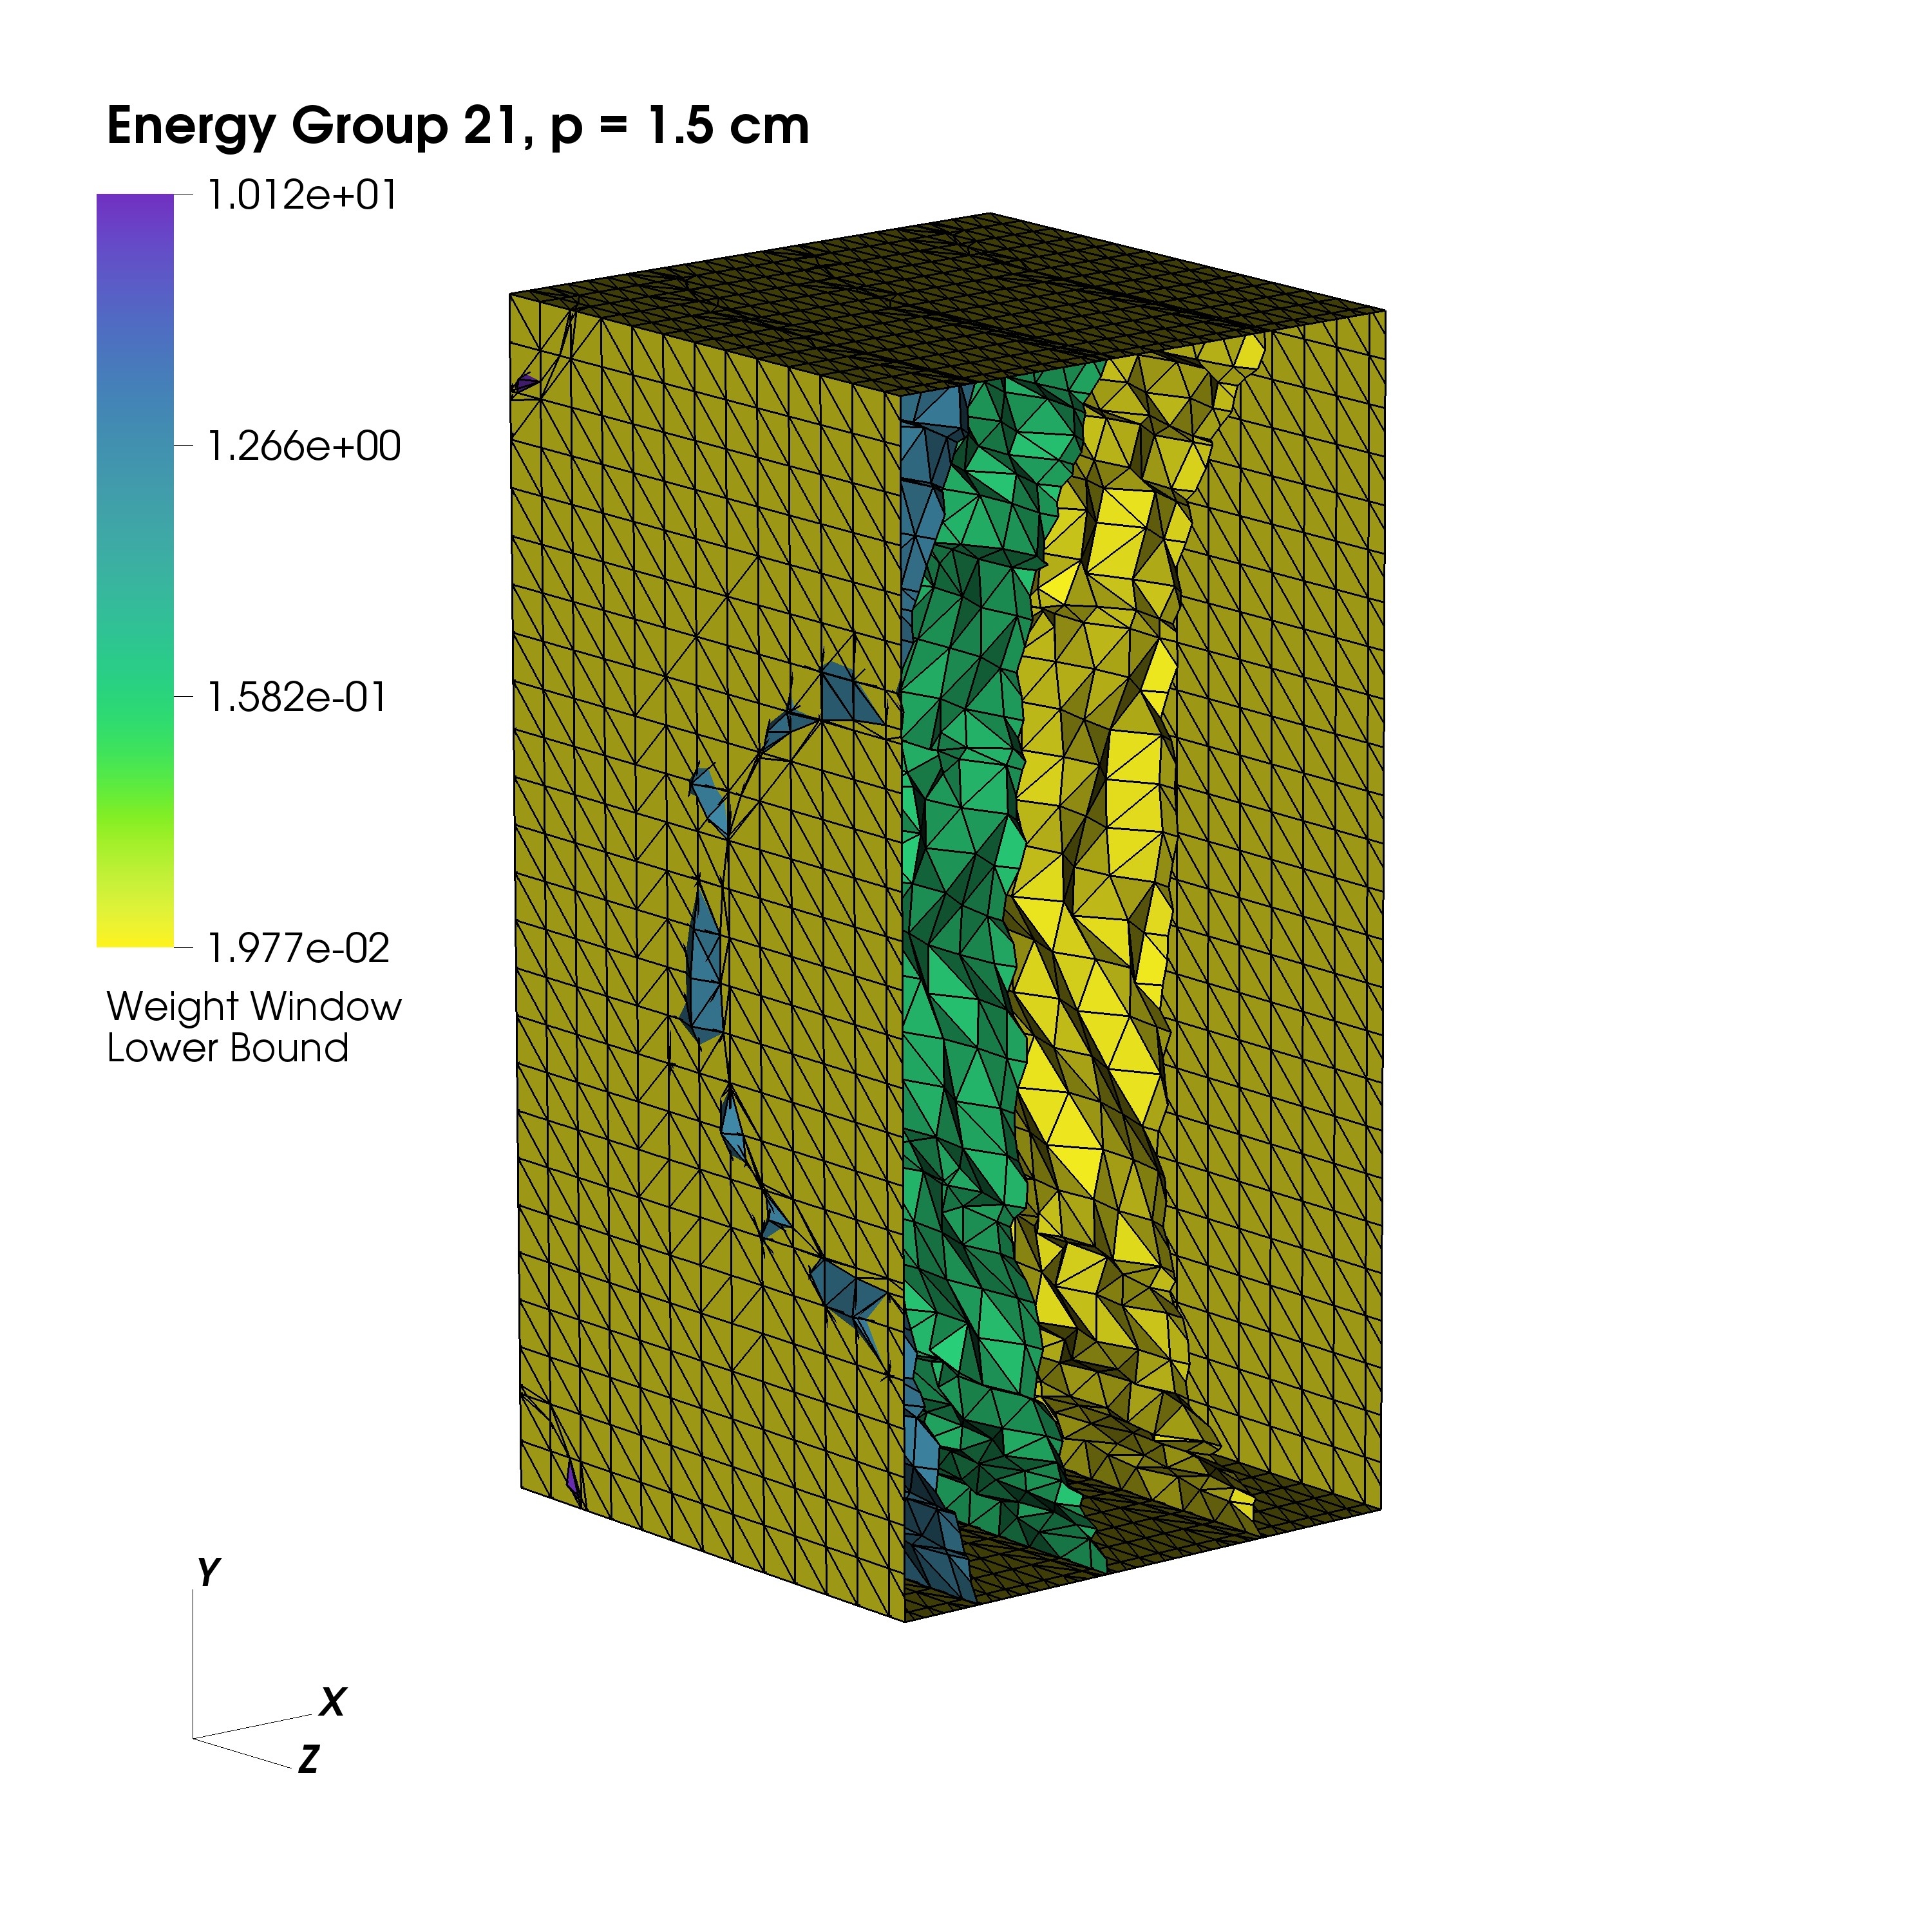 Energy Group 21, p = 1.5 cm
1.012e+01
1.266e+00
1.582e-01
1.977e-02
Weight Window
Lower Bound
Y
X
Z